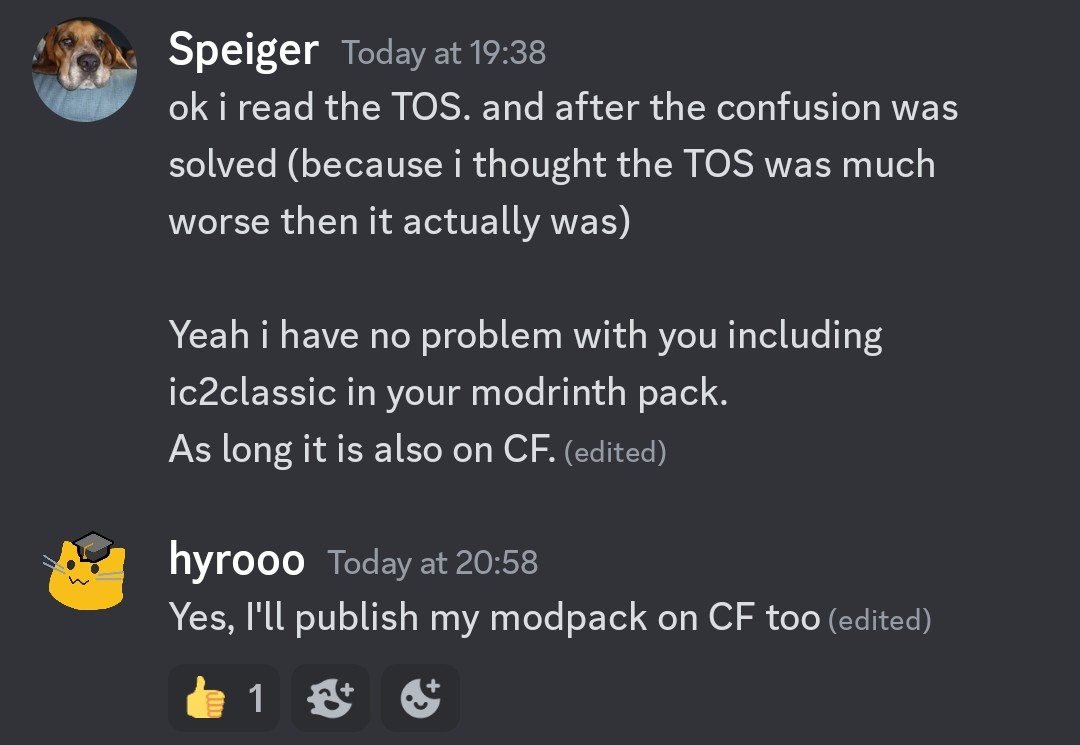 Speiger Today at 19:38
ok i read the TOS. and after the confusion was
solved (because i thought the TOS was much
worse then it actually was)
Yeah i have no problem with you including
ic2classic in your modrinth pack.
As long it is also on CF. (edited)
hyrooo Today at 20:58
Yes, I'll publish my modpack on CF too (edited)
1